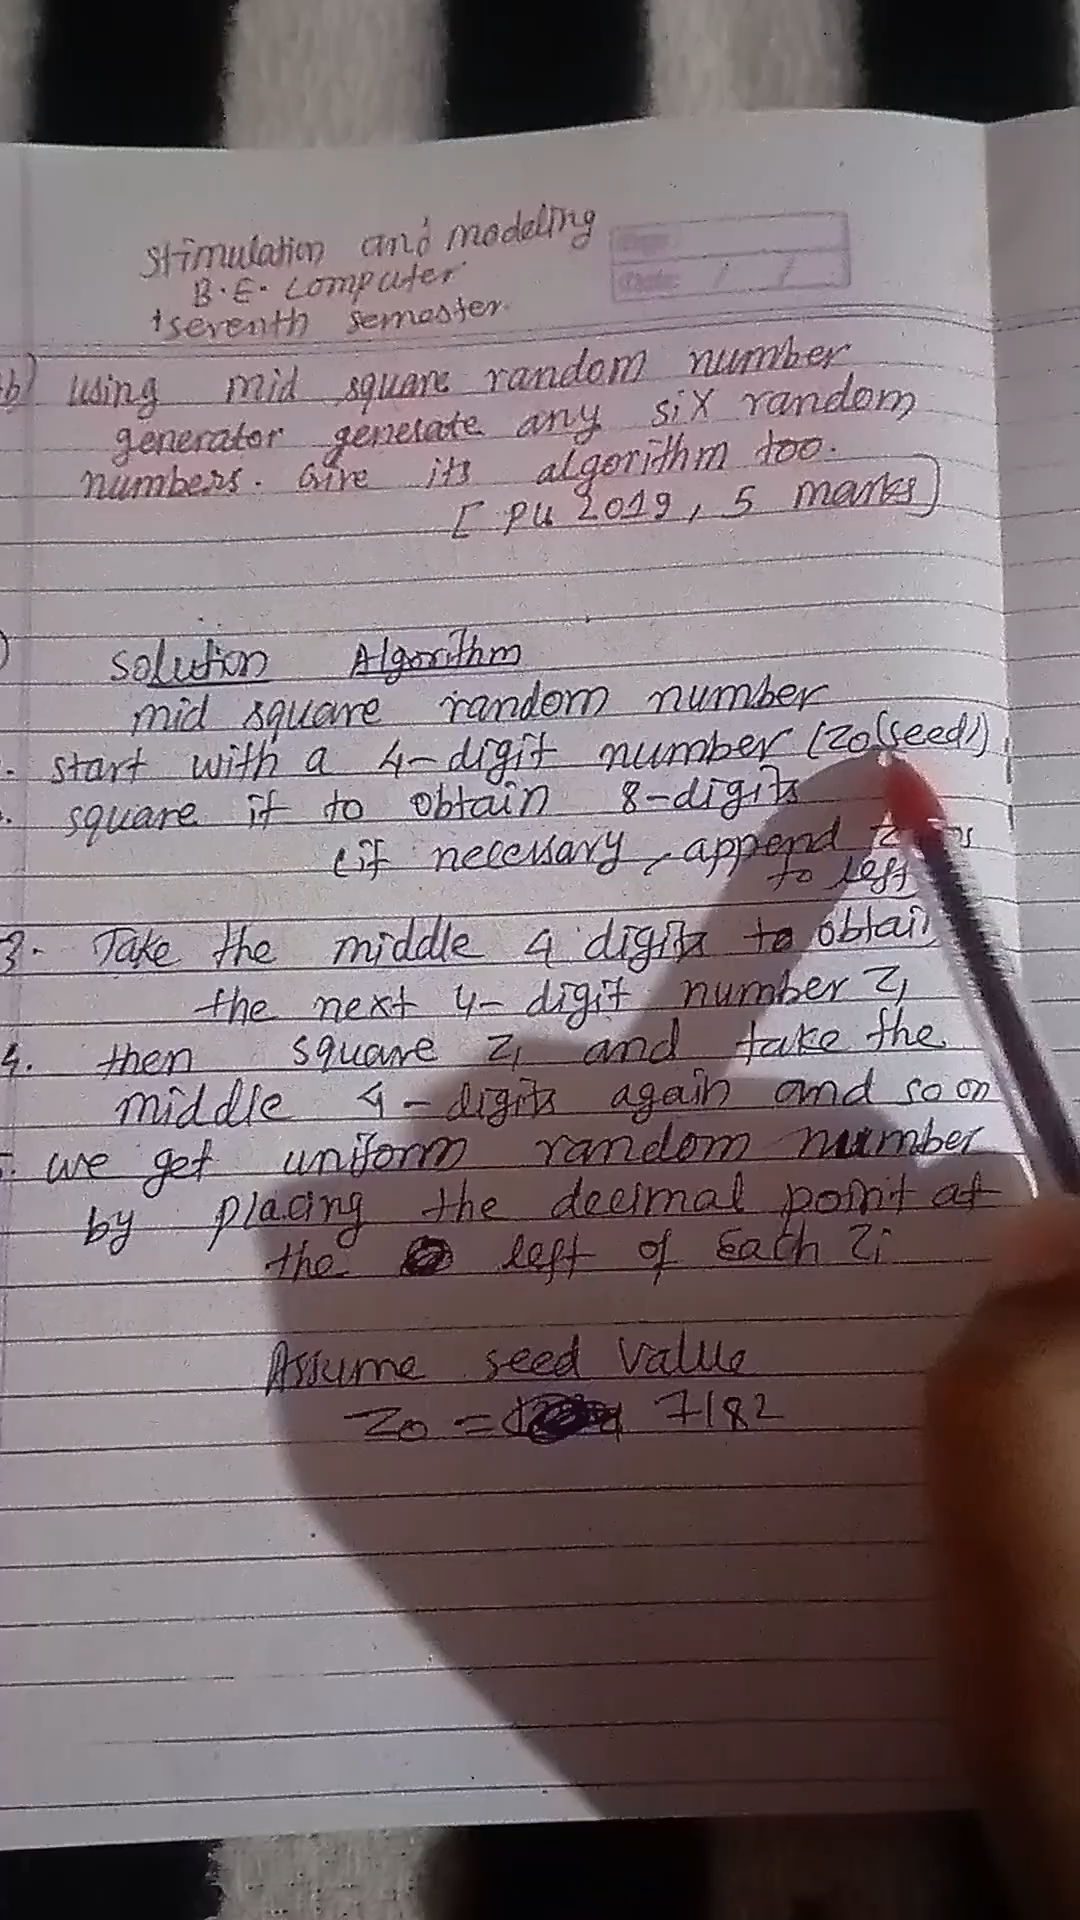 Stimulation and modeling
B.E. Computer
seventh semester.
Page:
Date: / /
b) using mid square random number
generator generate any six random
numbers. Give its algorithm too.
[PU 2019, 5 marks]
Solution Algorithm
mid square random number
start with a 4-digit number (Z0(seed))
square it to obtain 8-digits
(if necessary, append
to left
3. Take the middle 4 digits to obtain
the next 4-digit number Z1
4. then square Z1 and take the
middle 4-digits again and so on
we get uniform random number
by placing the decimal point at
the left of Each Zi
Assume seed value
Z0 = 7182